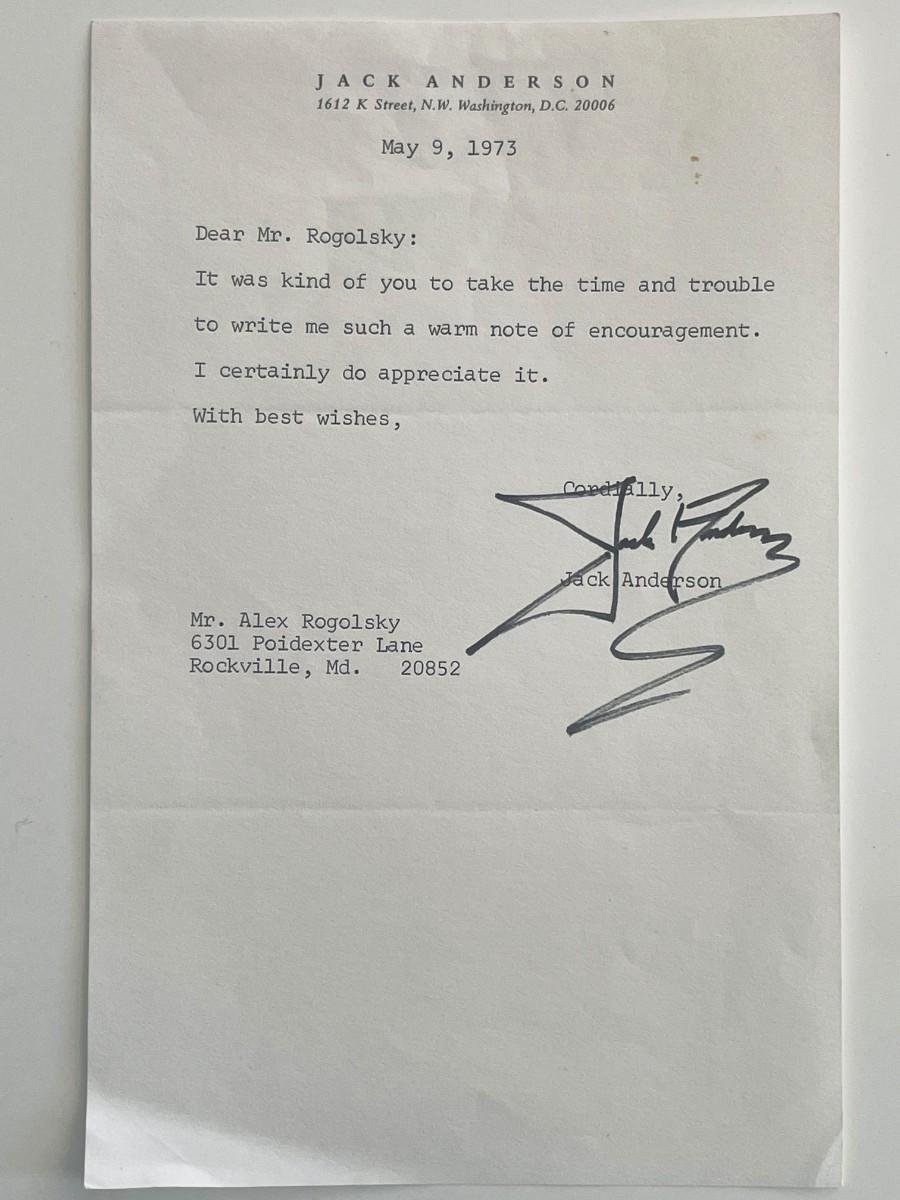 JACK ANDERSON
1612 K Street, N.W. Washington, D.C. 20006
May 9, 1973
Dear Mr. Rogolsky:
It was kind of you to take the time and trouble
to write me such a warm note of encouragement.
I certainly do appreciate it.
With best wishes,
Cordially,
Jack Anderson
Jack Anderson
Mr. Alex Rogolsky
6301 Poidexter Lane
Rockville, Md. 20852